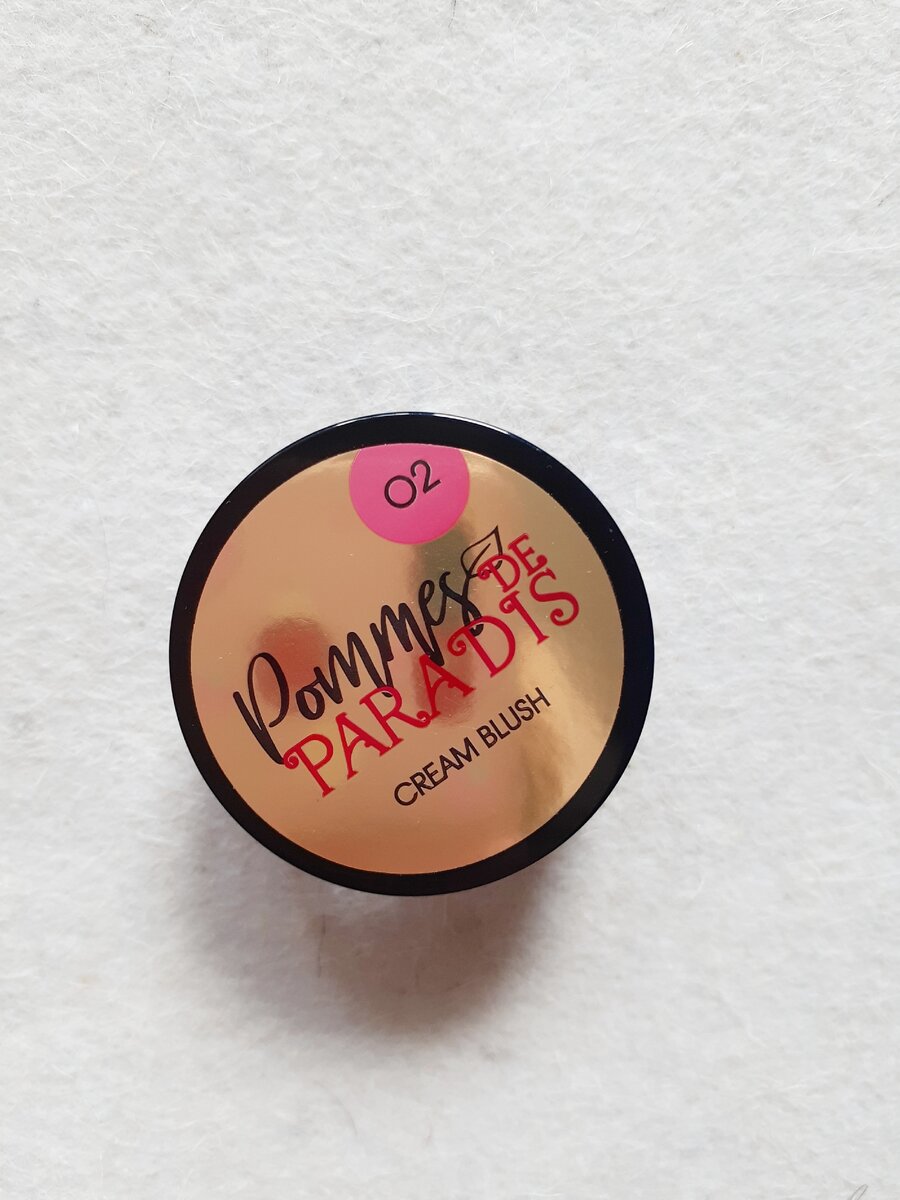 02
Pommes DE
PARADIS
CREAM BLUSH